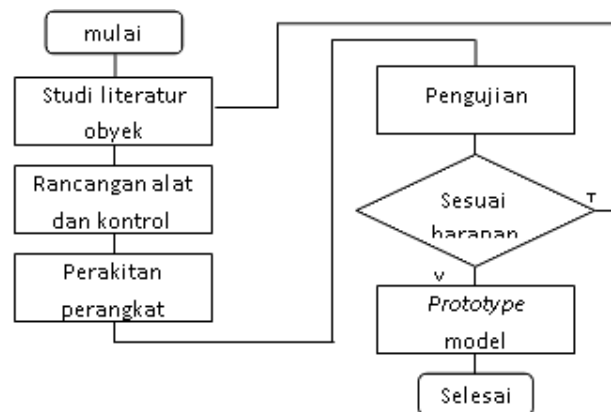 mulai
Studi literatur
obyek
Rancangan alat
dan kontrol
Perakitan
perangkat
Pengujian
Sesuai
harapan
T
Y
Prototype
model
Selesai